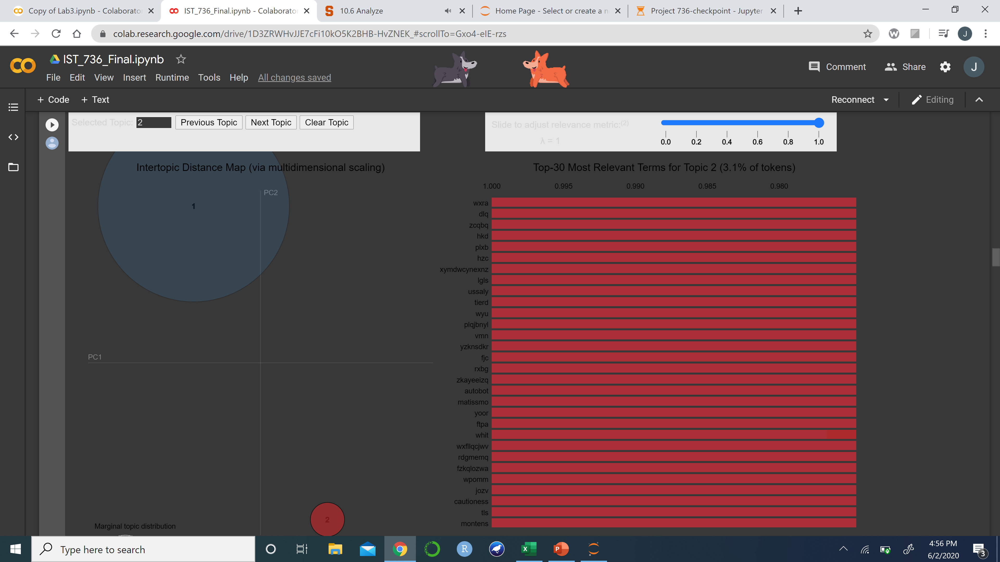 Copy of Lab3.ipynb - Colaborato
IST_736_Final.ipynb - Colaborato
10.6 Analyze
Home Page - Select or create a n
Project 736-checkpoint - Jupyter
colab.research.google.com/drive/1D3ZRWHvJJE7cFi10kO5K2BHB-HvZNEK_#scrollTo=Gxo4-eIE-rzs
J
IST_736_Final.ipynb
Comment
Share
J
File Edit View Insert Runtime Tools Help All changes saved
+ Code + Text
Reconnect
Editing
Selected Topic: 2 Previous Topic Next Topic Clear Topic
Slide to adjust relevance metric:(2)
λ = 1
0.0 0.2 0.4 0.6 0.8 1.0
Intertopic Distance Map (via multidimensional scaling)
PC2
1
PC1
2
Marginal topic distribution
Top-30 Most Relevant Terms for Topic 2 (3.1% of tokens)
1.000 0.995 0.990 0.985 0.980
wxra
dlq
zcqbq
hkd
plxb
hzc
xymdwcynexnz
lgls
ussaly
tierd
wyu
plqjbnyl
vmn
yzknsdkr
fjc
rxbg
zkayeeizq
autobot
matissmo
yoor
ftpa
whit
wxfllqcjwv
rdgmemq
fzkqlozwa
wpomm
jozv
cautioness
tls
montens
Type here to search
4:56 PM
6/2/2020
3